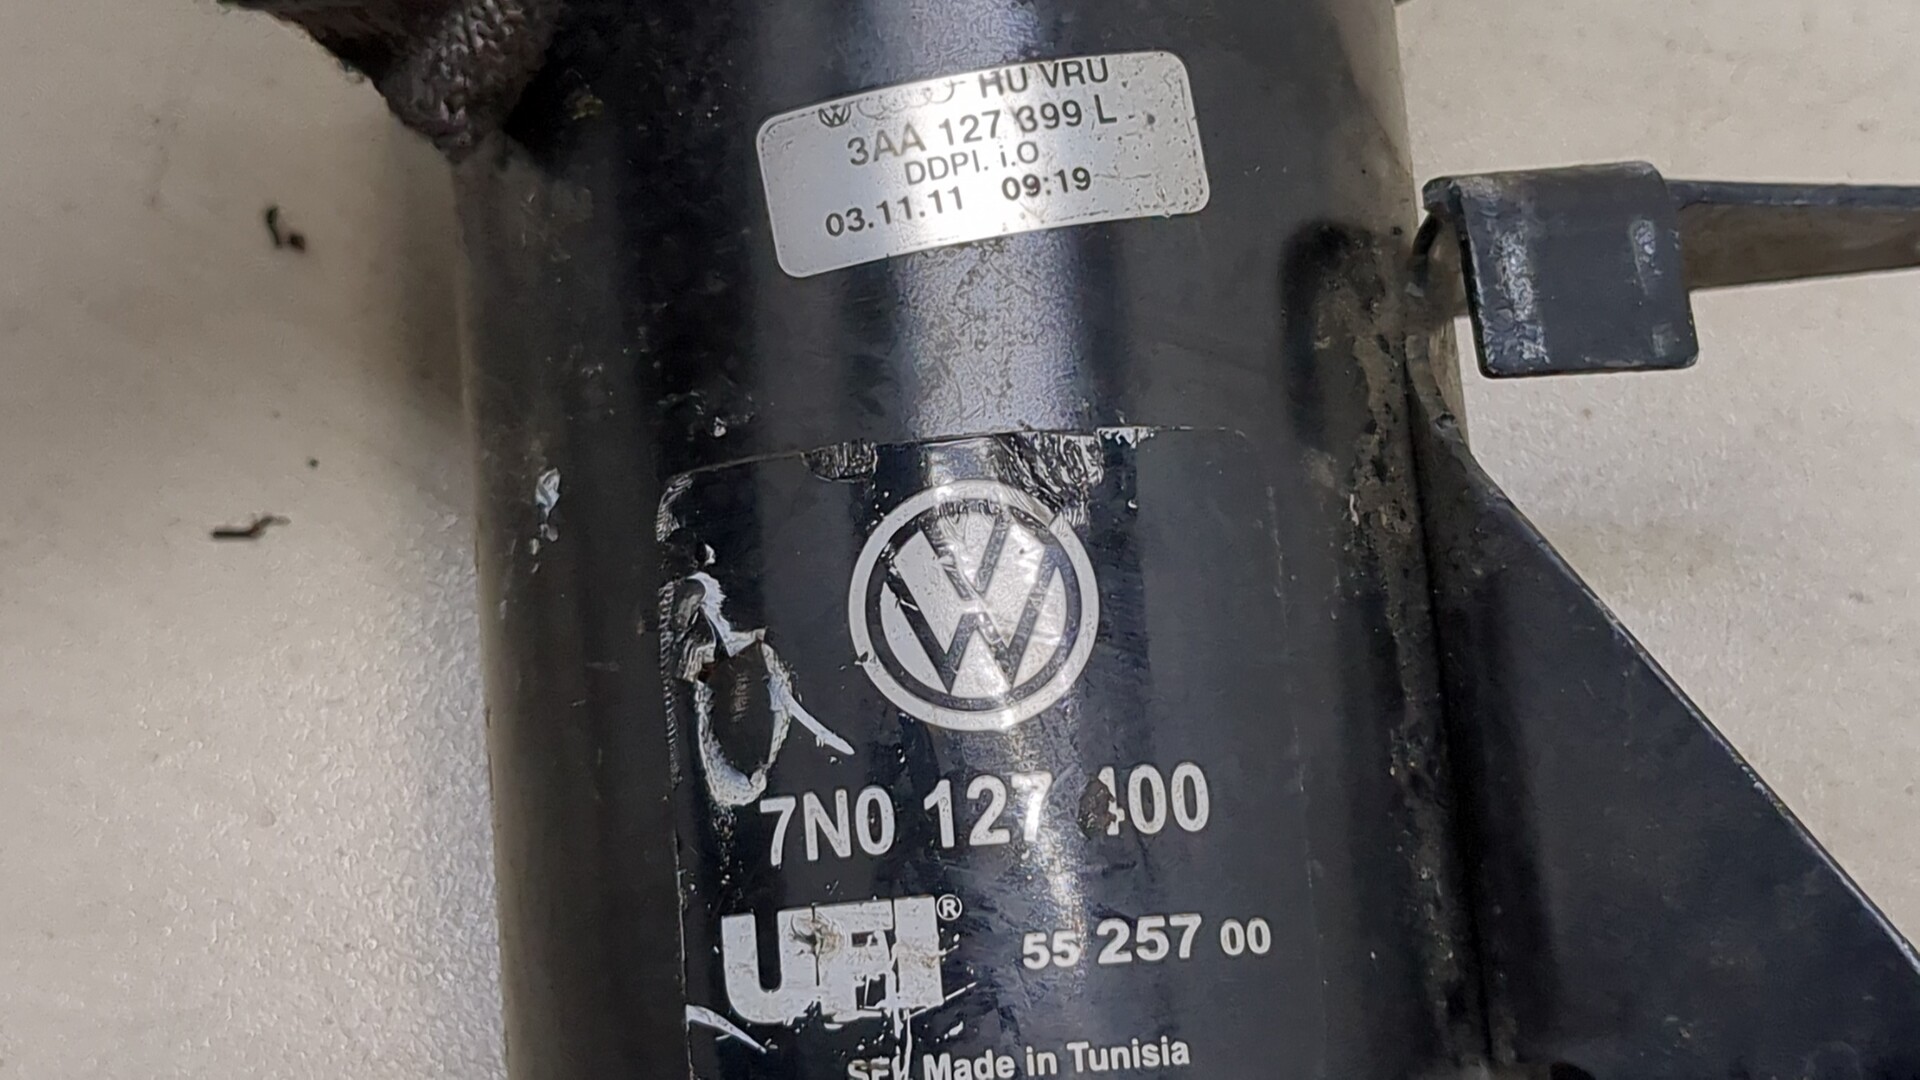 HU VRU
3AA 127 399 L
DDPI. i.O
03.11.11 09:19
7N0 127 400
UFI® 55 257 00
Made in Tunisia